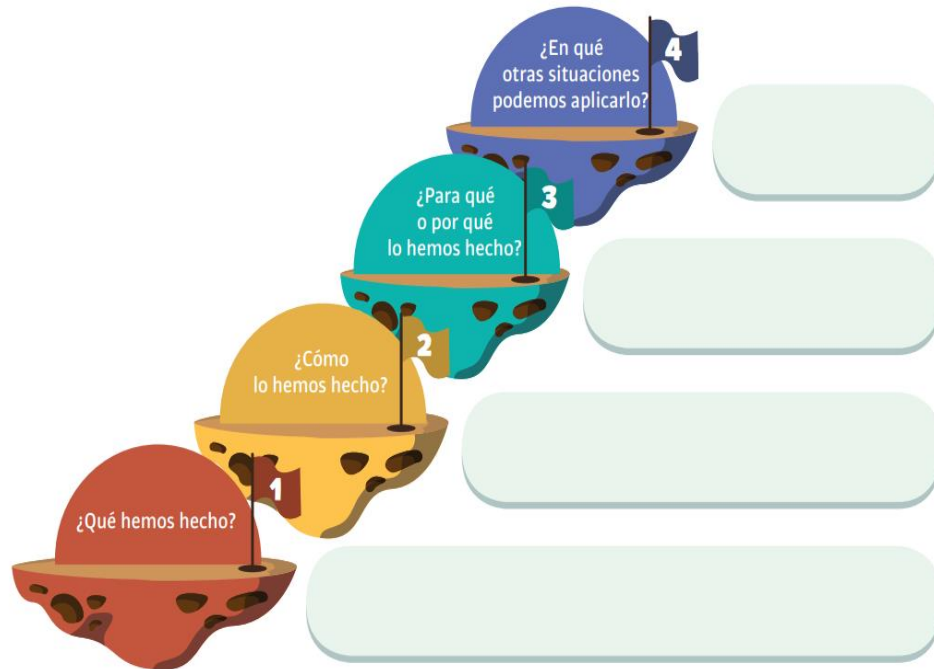 ¿En qué
otras situaciones
podemos aplicarlo?
4
¿Para qué
o por qué
lo hemos hecho?
3
¿Cómo
lo hemos hecho?
2
¿Qué hemos hecho?
1